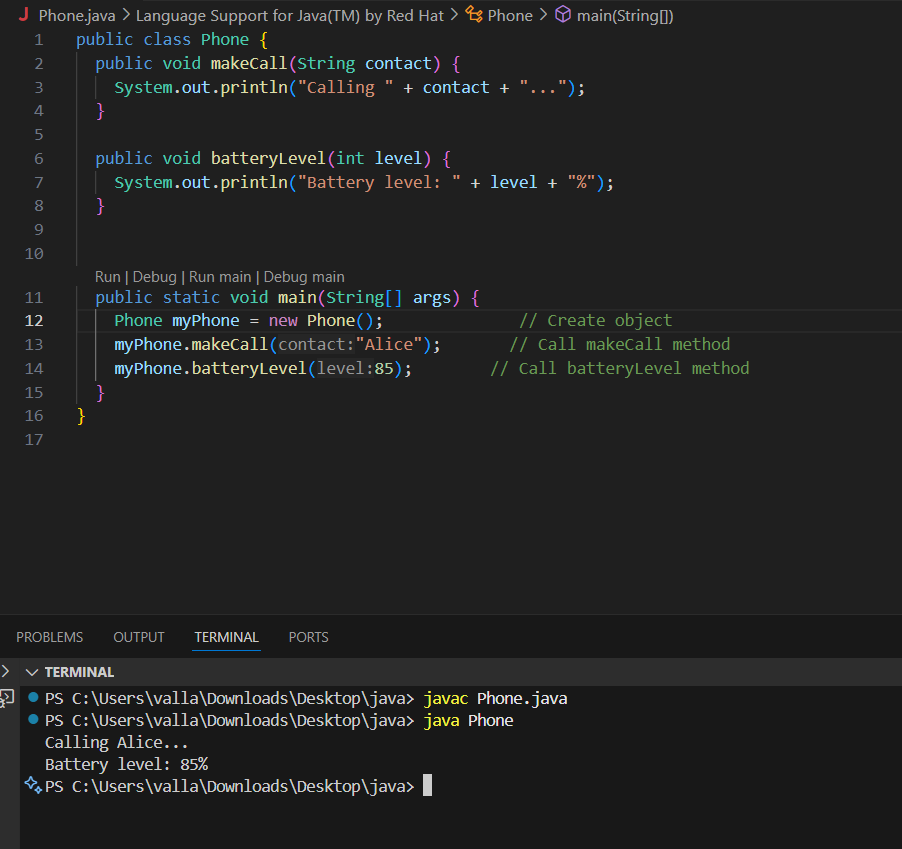 J Phone.java > Language Support for Java(TM) by Red Hat > Phone > main(String[])
1 public class Phone {
2 public void makeCall(String contact) {
3 System.out.println("Calling " + contact + "...");
4 }
5
6 public void batteryLevel(int level) {
7 System.out.println("Battery level: " + level + "%");
8 }
9
10
Run | Debug | Run main | Debug main
11 public static void main(String[] args) {
12 Phone myPhone = new Phone(); // Create object
13 myPhone.makeCall(contact:"Alice"); // Call makeCall method
14 myPhone.batteryLevel(level:85); // Call batteryLevel method
15 }
16 }
17
PROBLEMS OUTPUT TERMINAL PORTS
TERMINAL
PS C:\Users\valla\Downloads\Desktop\java> javac Phone.java
PS C:\Users\valla\Downloads\Desktop\java> java Phone
Calling Alice...
Battery level: 85%
PS C:\Users\valla\Downloads\Desktop\java>